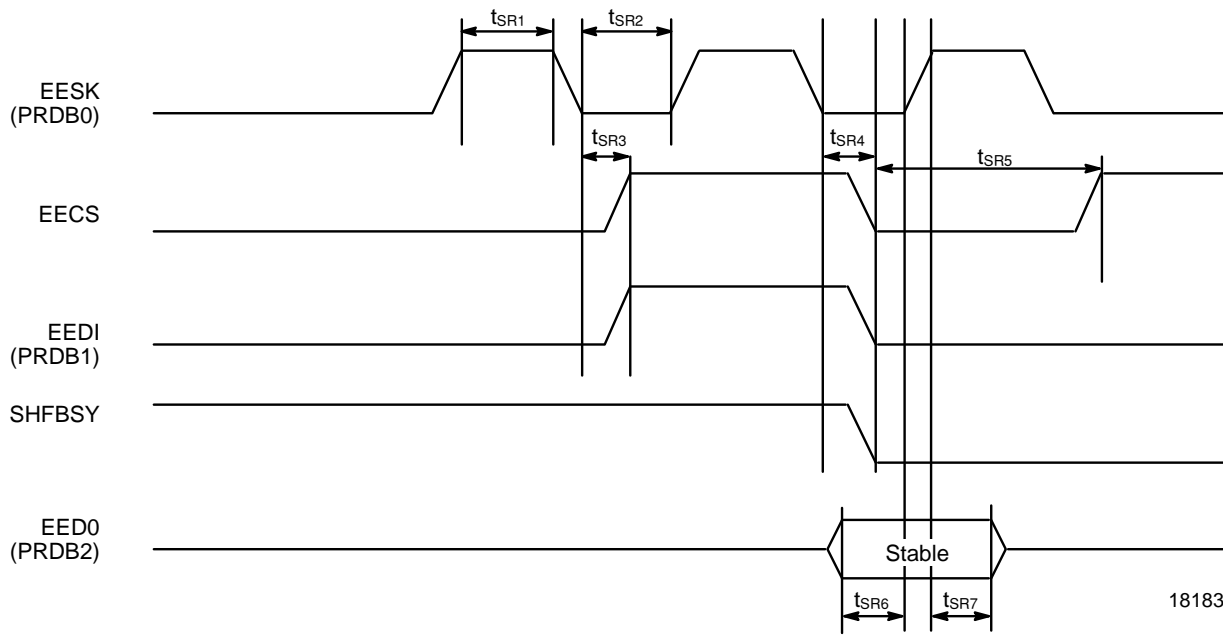 tSR1
tSR2
EESK
(PRDB0)
tSR3
tSR4
tSR5
EECS
EEDI
(PRDB1)
SHFBSY
EED0
(PRDB2)
Stable
tSR6
tSR7
18183